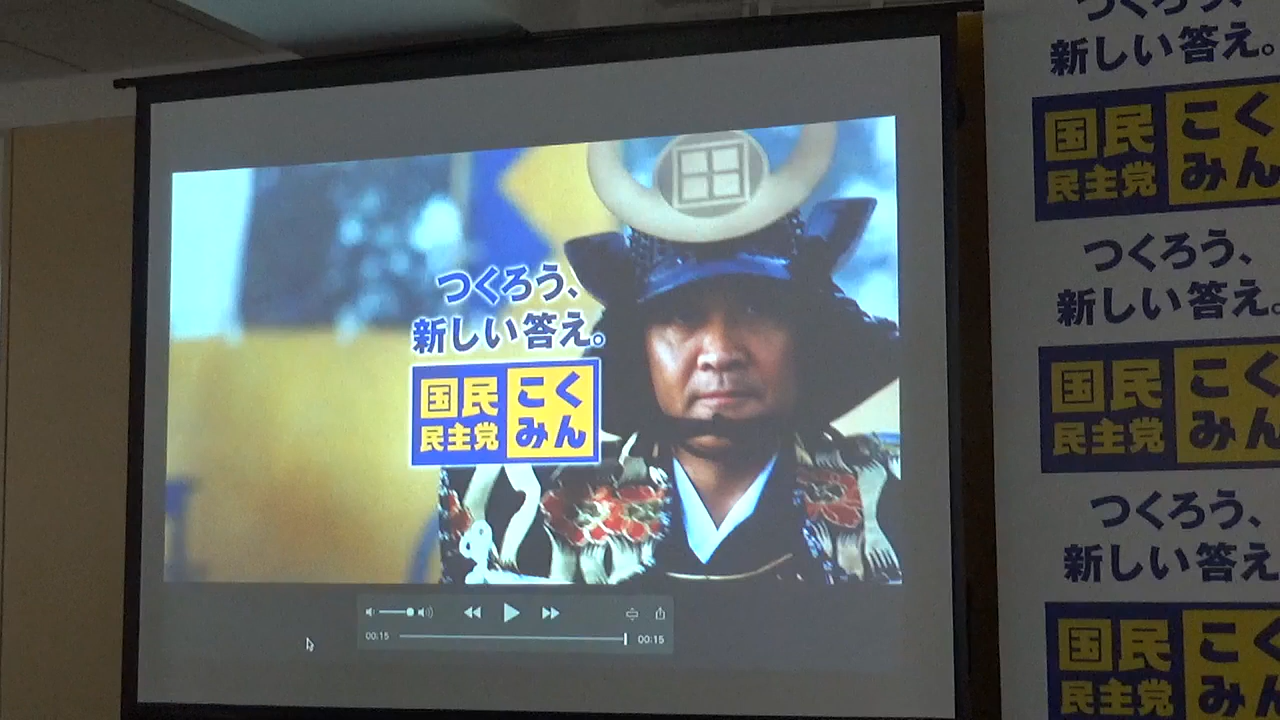 つくろう、
新しい答え。
国民
民主党
こく
みん
00:15
00:15
つくろう、
新しい答え。
国民
民主党
こく
みん
つくろう、
新しい答え。
国民
民主党
こく
みん
つくろう、
新しい答え
国民
民主党
こく
みん